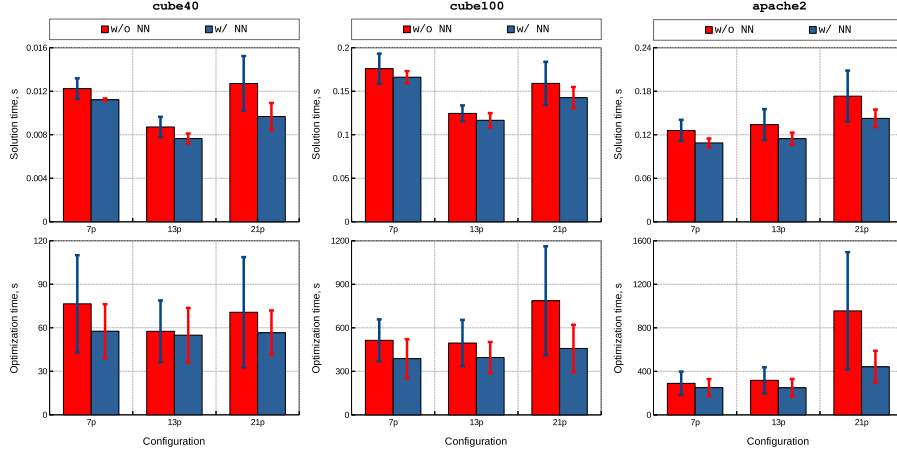 cube40
w/o NN w/ NN
0.016
0.012
0.008
0.004
0
Solution time, s
7p 13p 21p
120
90
60
30
0
Optimization time, s
7p 13p 21p
Configuration
cube100
w/o NN w/ NN
0.2
0.15
0.1
0.05
0
Solution time, s
7p 13p 21p
1200
900
600
300
0
Optimization time, s
7p 13p 21p
Configuration
apache2
w/o NN w/ NN
0.24
0.18
0.12
0.06
0
Solution time, s
7p 13p 21p
1600
1200
800
400
0
Optimization time, s
7p 13p 21p
Configuration